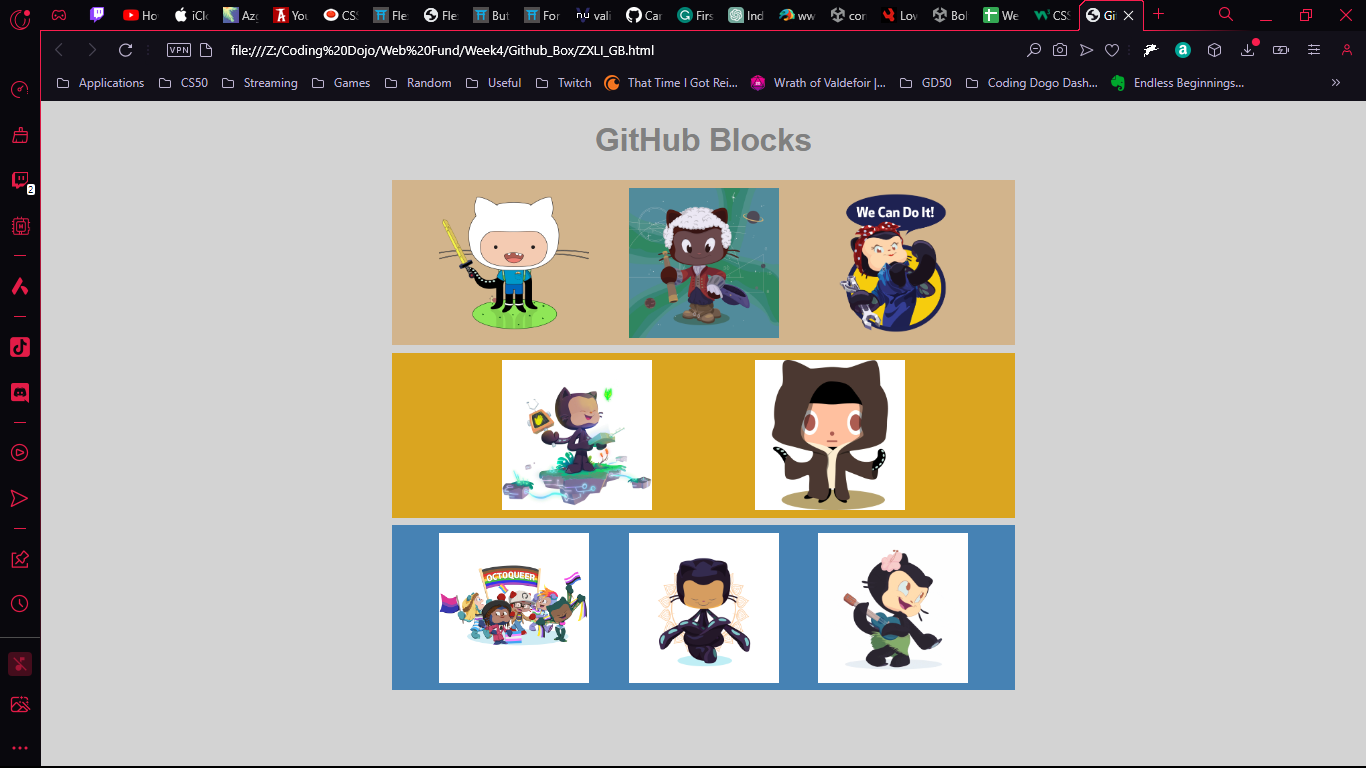 Ho
iCl
Azg
You
CSS
Fle
Fle
But
For
vali
Car
Firs
Ind
ww
cor
Lov
Bol
We
CSS
Git
VPN
file:///Z:/Coding%20Dojo/Web%20Fund/Week4/Github_Box/ZXLI_GB.html
Applications CS50 Streaming Games Random Useful Twitch That Time I Got Rei... Wrath of Valdefoir |... GD50 Coding Dogo Dash... Endless Beginnings...
2
GitHub Blocks
We Can Do It!
OCTOQUEER